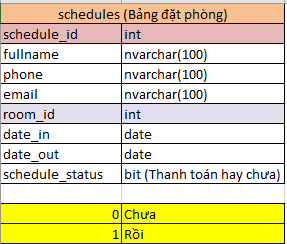 schedules (Bảng đặt phòng)
schedule_id int
fullname nvarchar(100)
phone nvarchar(100)
email nvarchar(100)
room_id int
date_in date
date_out date
schedule_status bit (Thanh toán hay chưa)
0 Chưa
1 Rồi